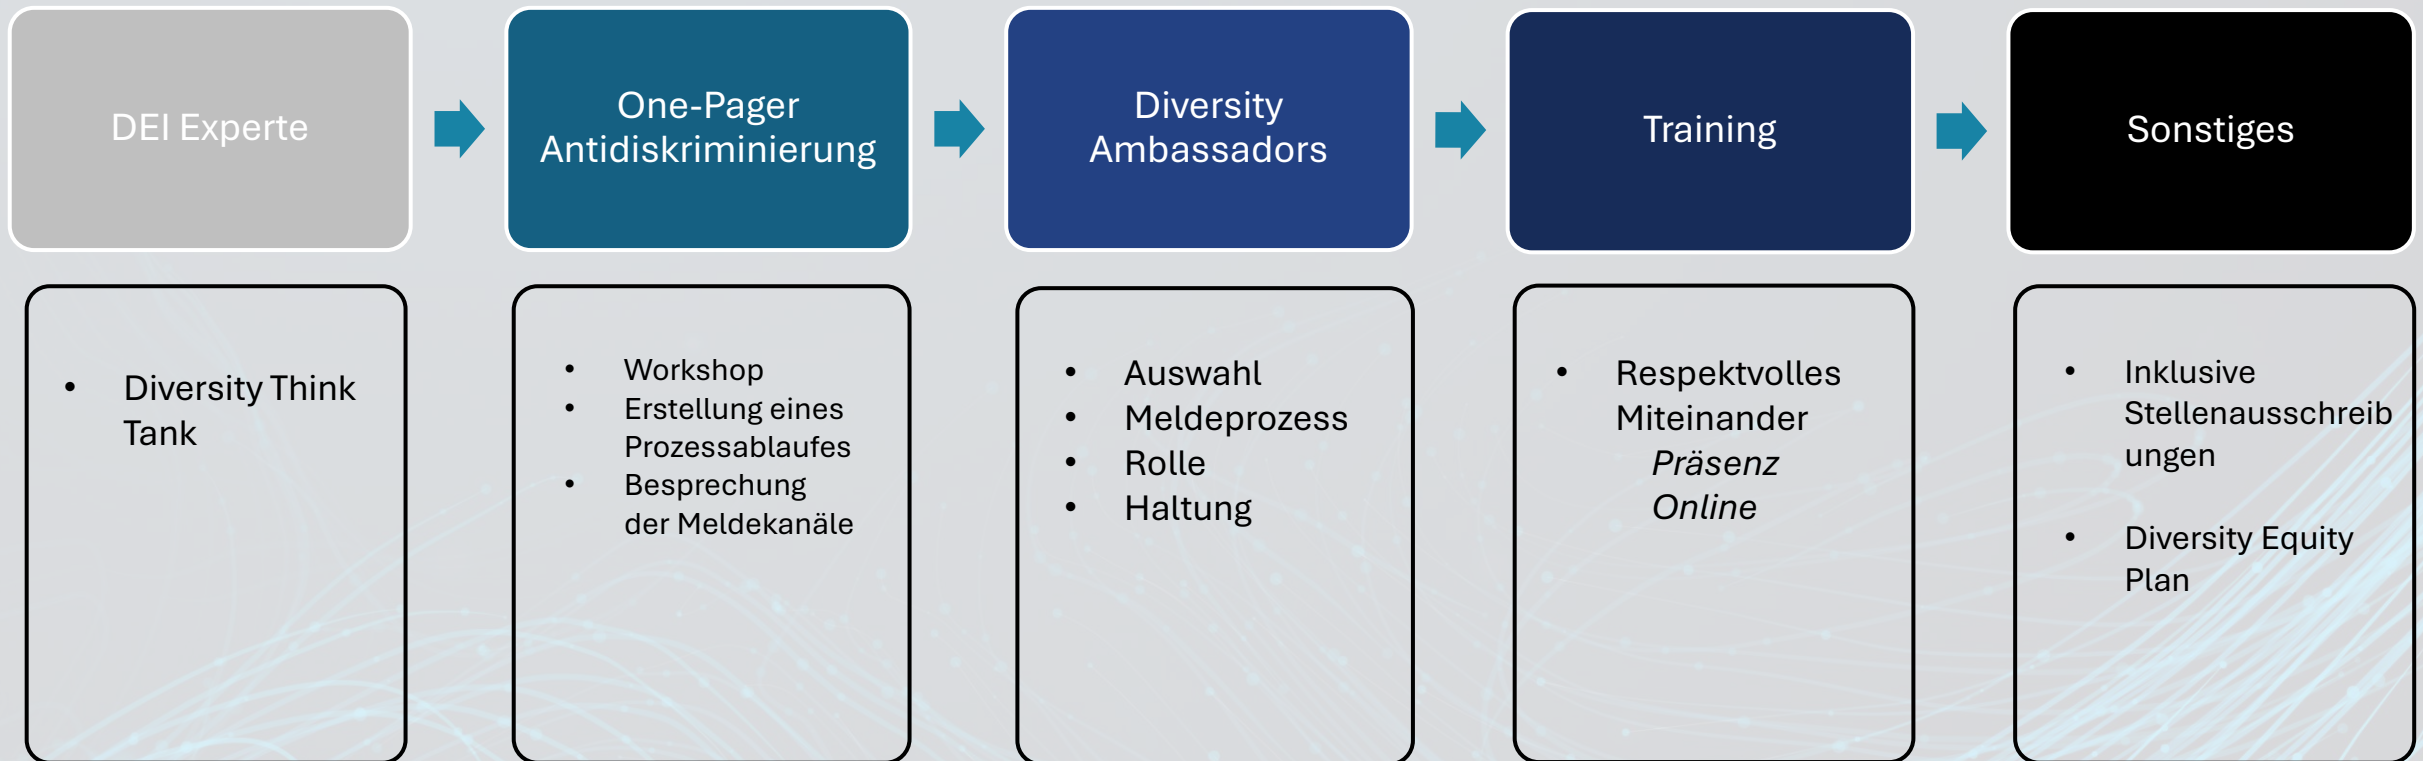 DEI Experte
One-Pager
Antidiskriminierung
Diversity
Ambassadors
Training
Sonstiges
• Diversity Think
Tank
• Workshop
• Erstellung eines
Prozessablaufes
• Besprechung
der Meldekanäle
• Auswahl
• Meldeprozess
• Rolle
• Haltung
• Respektvolles
Miteinander
Präsenz
Online
• Inklusive
Stellenausschreib
ungen
• Diversity Equity
Plan